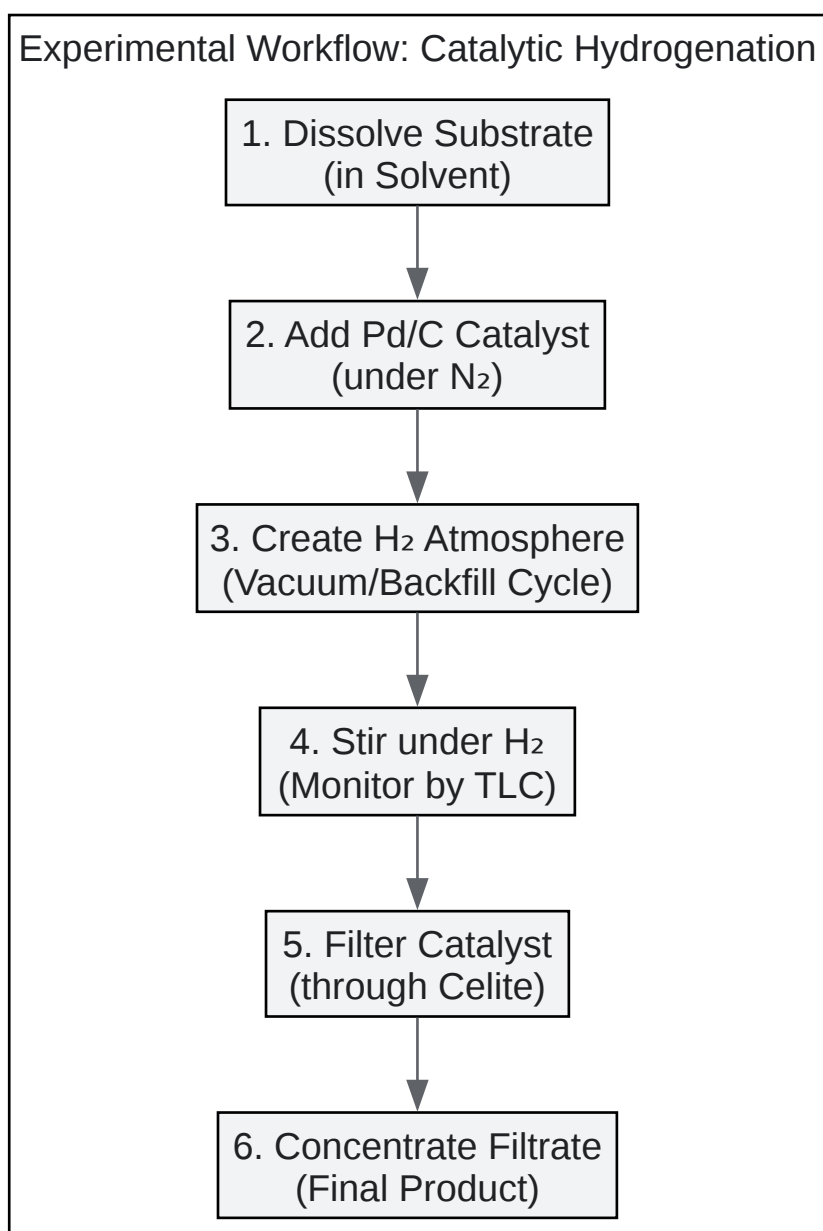 Experimental Workflow: Catalytic Hydrogenation
1. Dissolve Substrate
(in Solvent)
2. Add Pd/C Catalyst
(under N₂)
3. Create H₂ Atmosphere
(Vacuum/Backfill Cycle)
4. Stir under H₂
(Monitor by TLC)
5. Filter Catalyst
(through Celite)
6. Concentrate Filtrate
(Final Product)